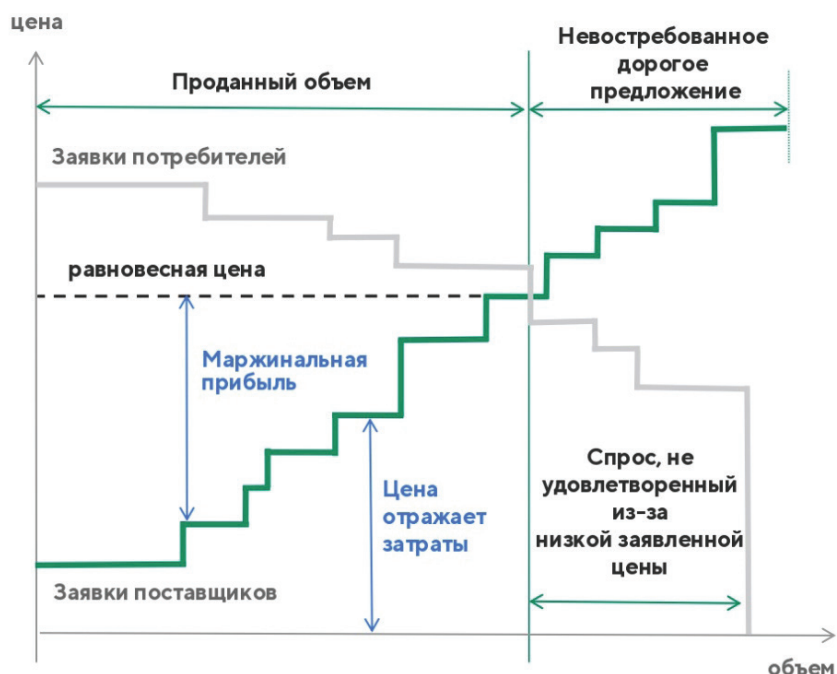 цена
Невостребованное
дорогое
предложение
Проданный объем
Заявки потребителей
равновесная цена
Маржинальная
прибыль
Цена
отражает
затраты
Спрос, не
удовлетворенный
из-за
низкой заявленной
цены
Заявки поставщиков
объем